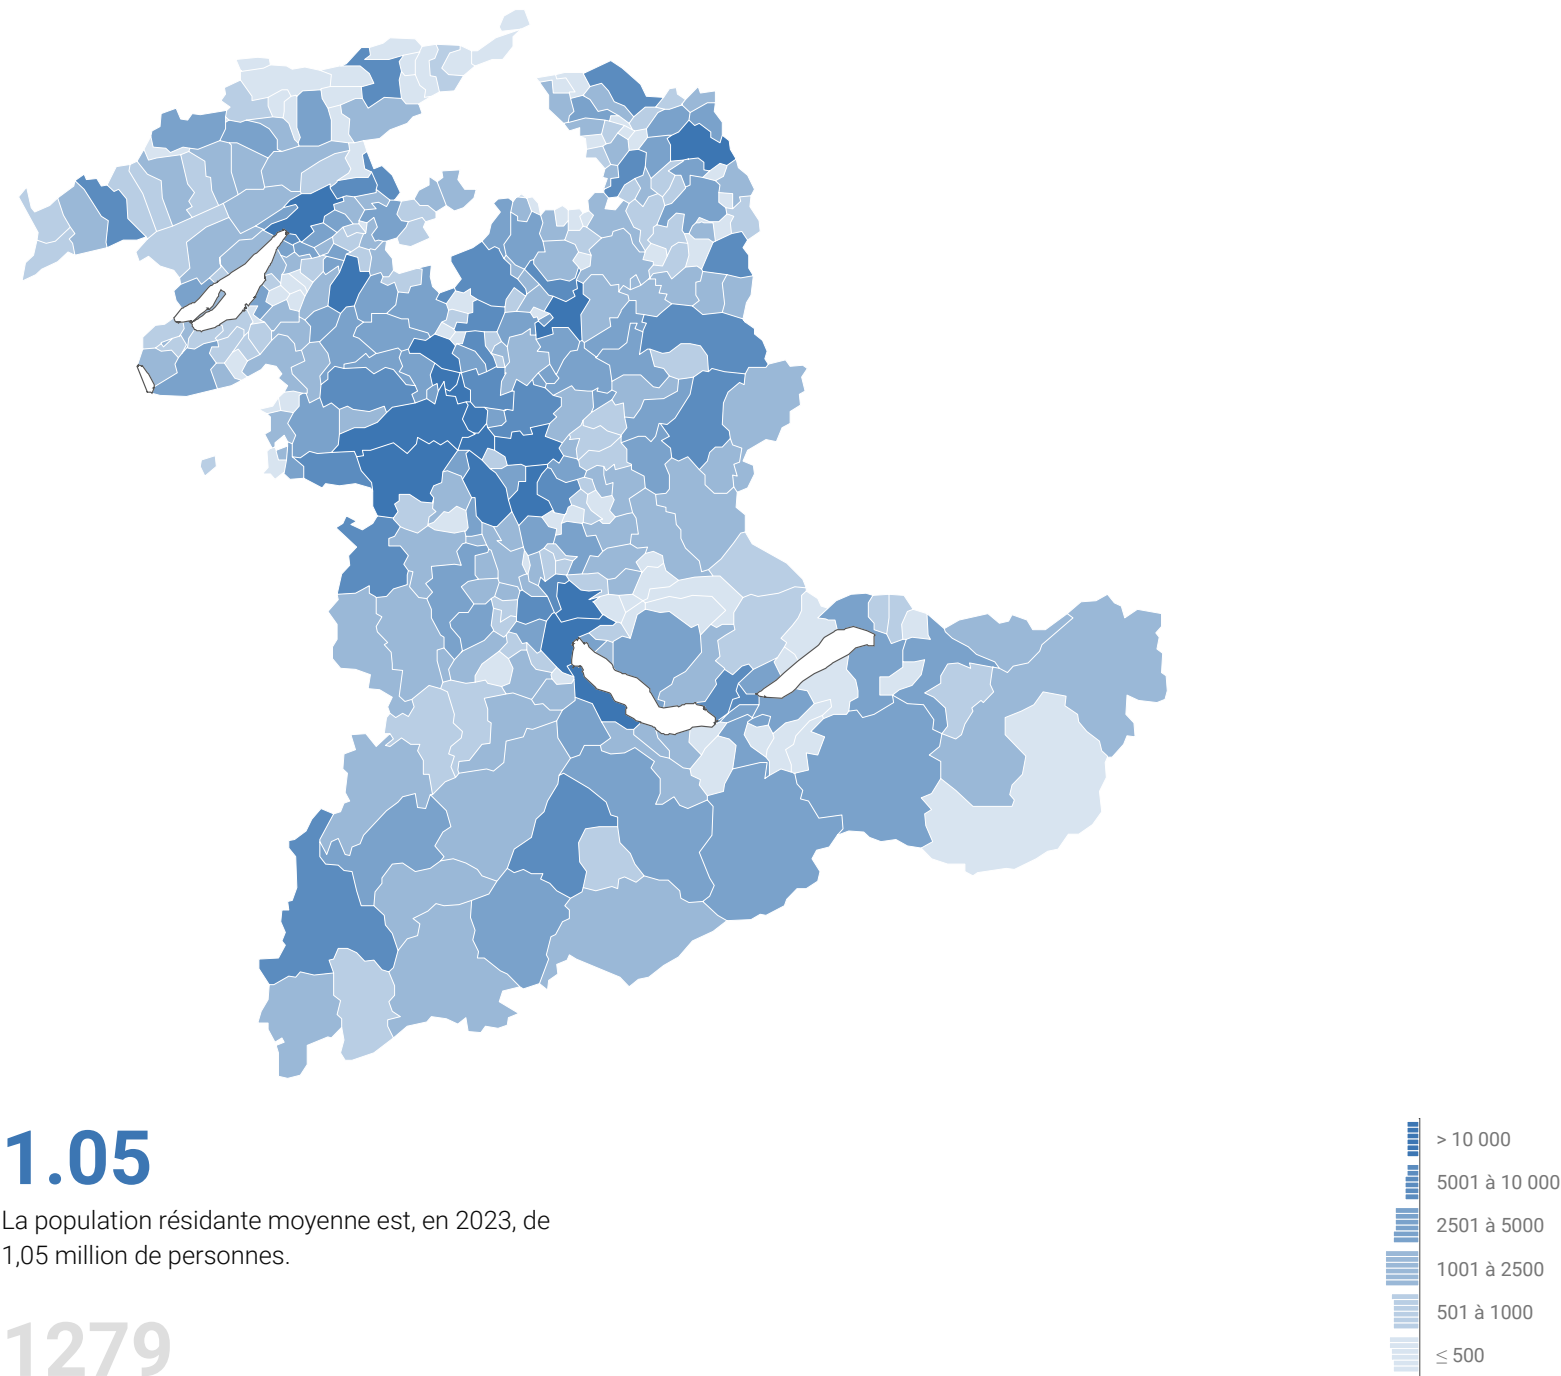 1.05
La population résidante moyenne est, en 2023, de
1,05 million de personnes.
1279
> 10 000
5001 à 10 000
2501 à 5000
1001 à 2500
501 à 1000
≤ 500